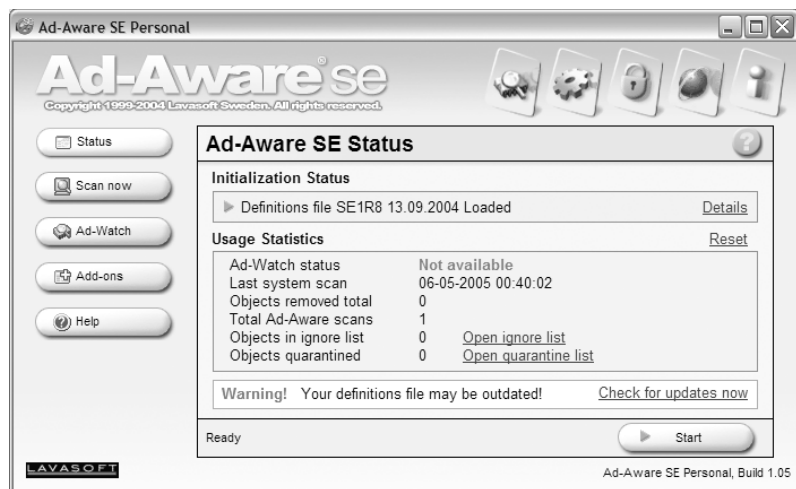 Ad-Aware SE Personal
Ad-Aware® se
Copyright 1999-2004 Lavasoft Sweden. All rights reserved.
Status
Scan now
Ad-Watch
Add-ons
Help
Ad-Aware SE Status
?
Initialization Status
Definitions file SE1R8 13.09.2004 Loaded Details
Usage Statistics Reset
Ad-Watch status Not available
Last system scan 06-05-2005 00:40:02
Objects removed total 0
Total Ad-Aware scans 1
Objects in ignore list 0 Open ignore list
Objects quarantined 0 Open quarantine list
Warning! Your definitions file may be outdated! Check for updates now
Ready Start
LAVASOFT
Ad-Aware SE Personal, Build 1.05